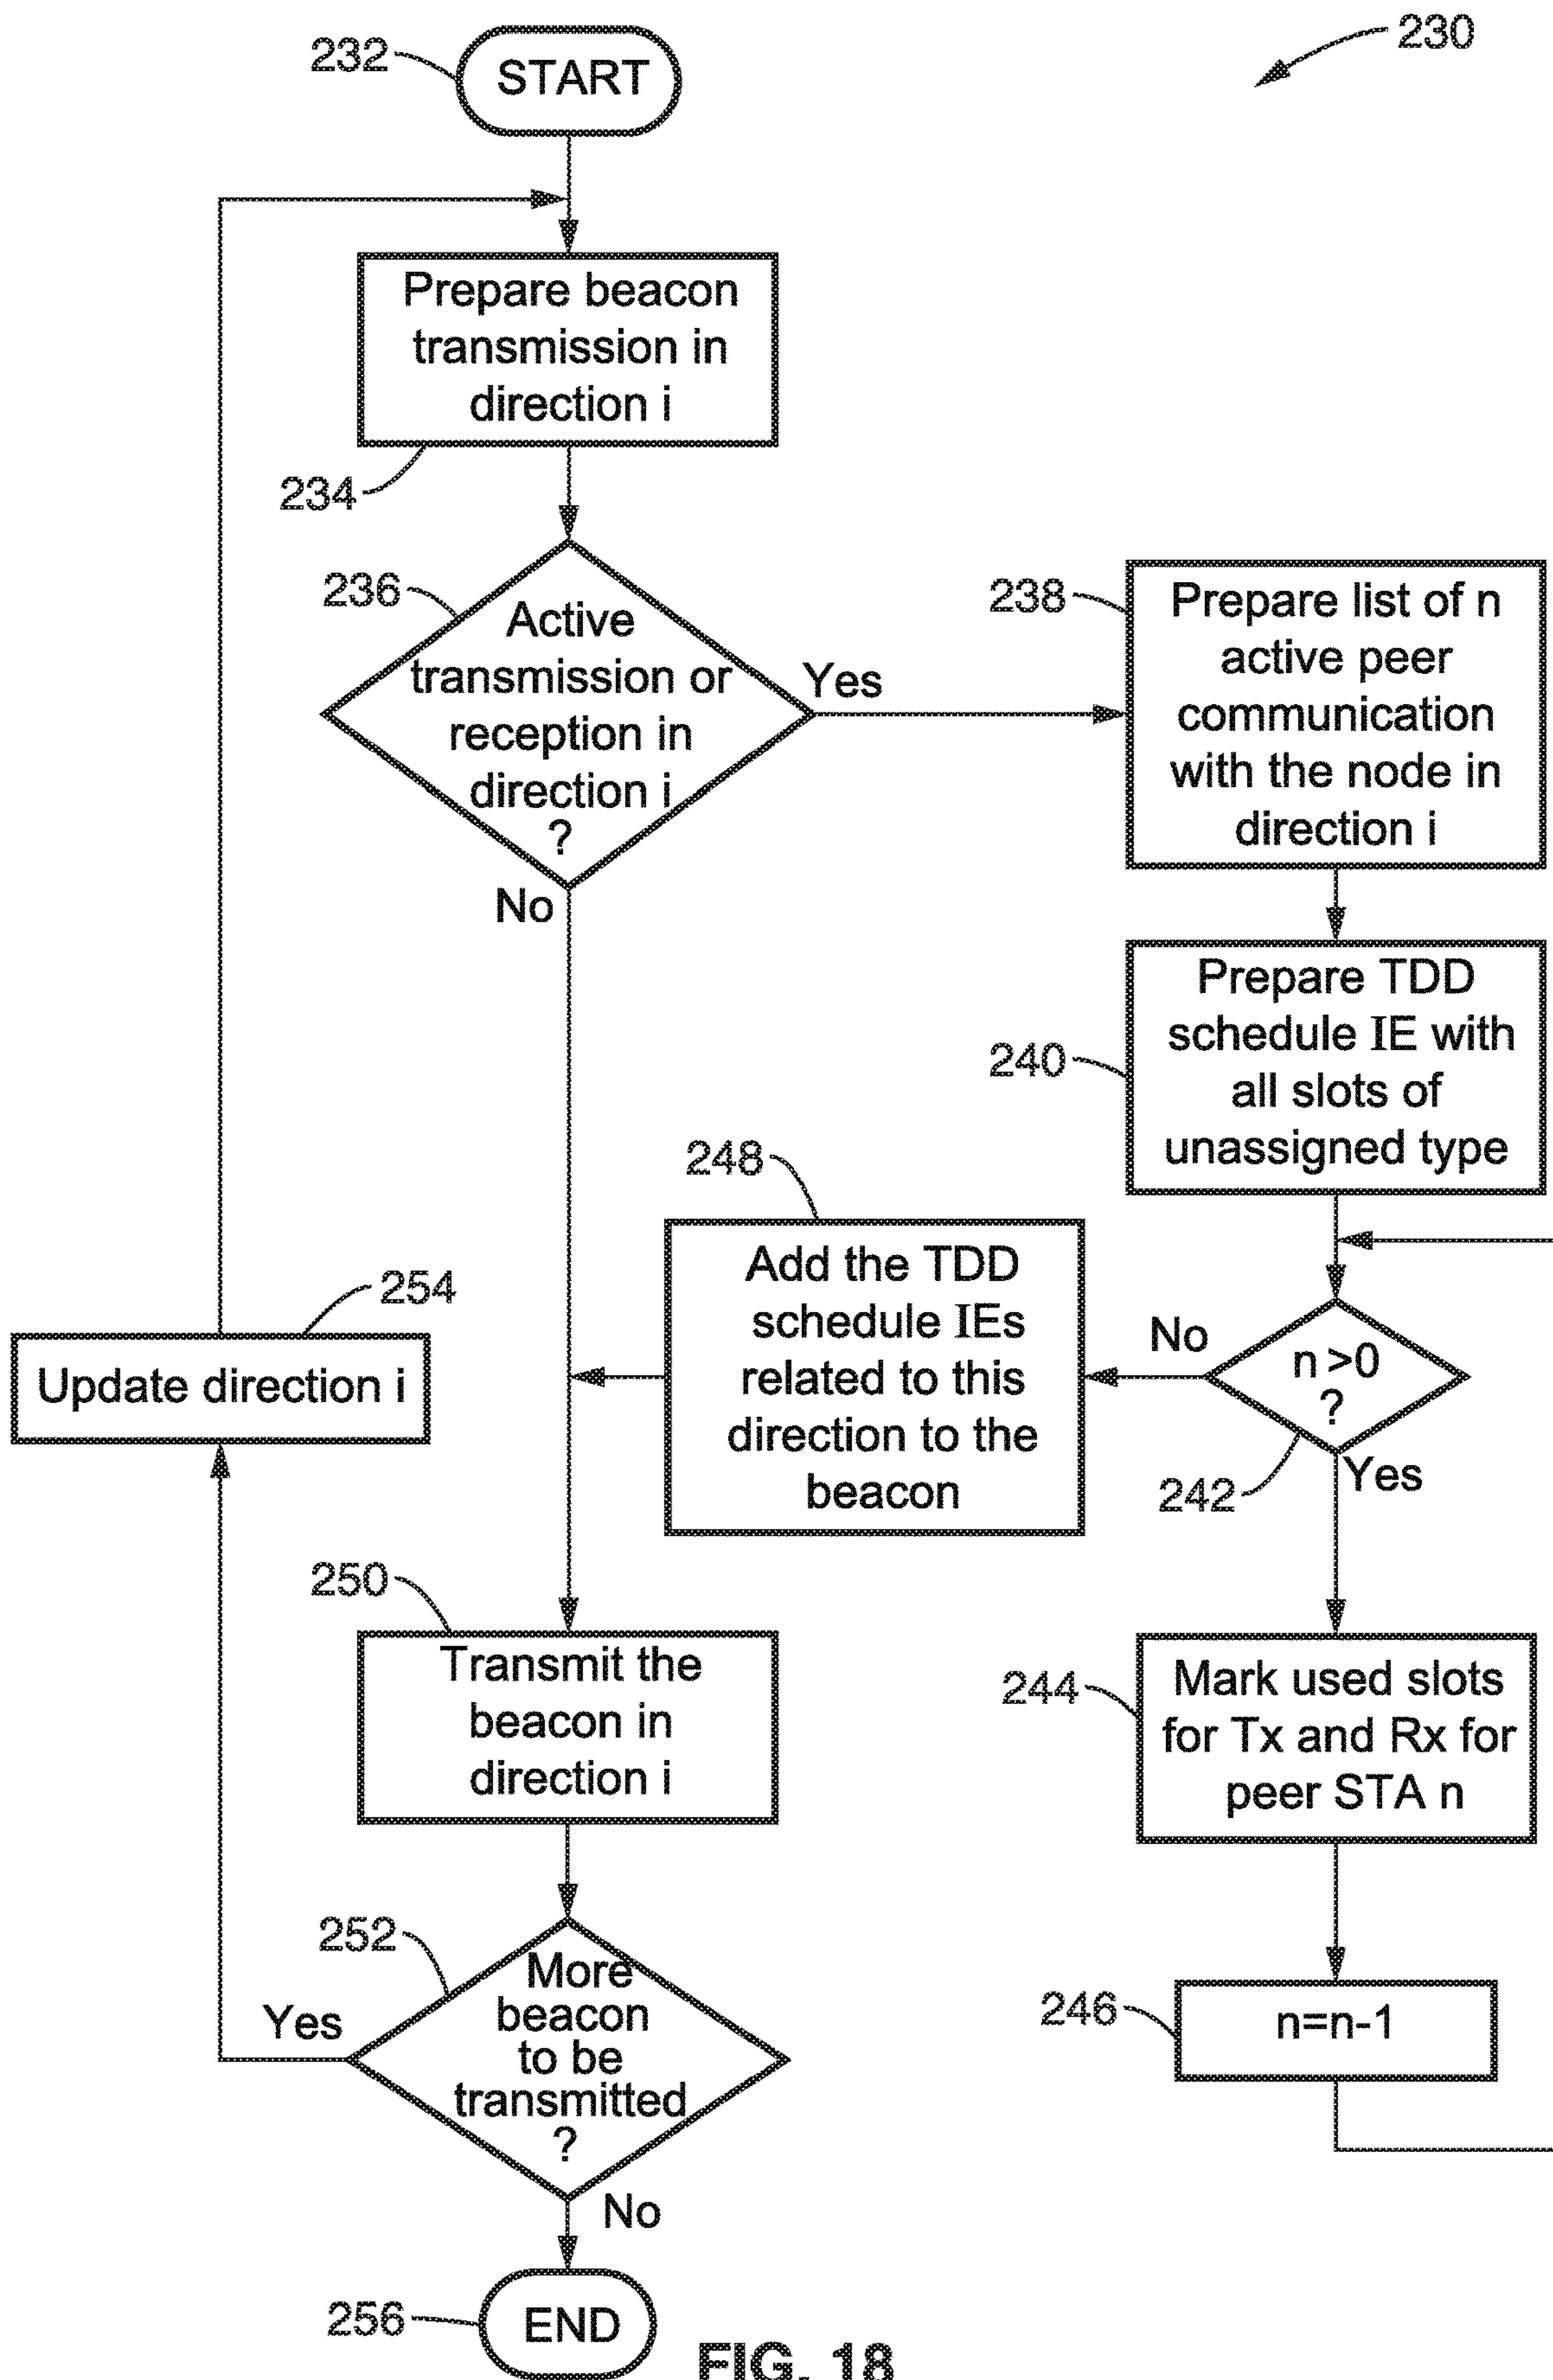 230
232
START
Prepare beacon
transmission in
direction i
234
236
Active
transmission or
reception in
direction i
?
Yes
No
238
Prepare list of n
active peer
communication
with the node in
direction i
240
Prepare TDD
schedule IE with
all slots of
unassigned type
248
Add the TDD
schedule IEs
related to this
direction to the
beacon
No
n >0
?
242
Yes
254
Update direction i
250
Transmit the
beacon in
direction i
244
Mark used slots
for Tx and Rx for
peer STA n
246
n=n-1
252
More
beacon
to be
transmitted
?
Yes
No
256
END
FIG. 18